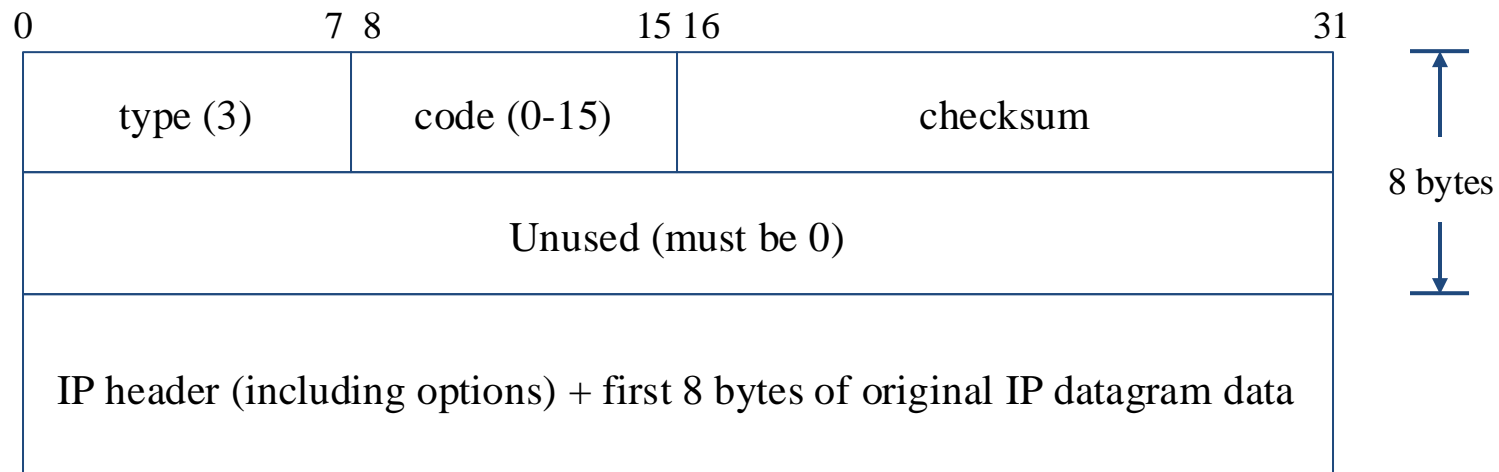 0 7 8 15 16 31
type (3) code (0-15) checksum
8 bytes
Unused (must be 0)
IP header (including options) + first 8 bytes of original IP datagram data